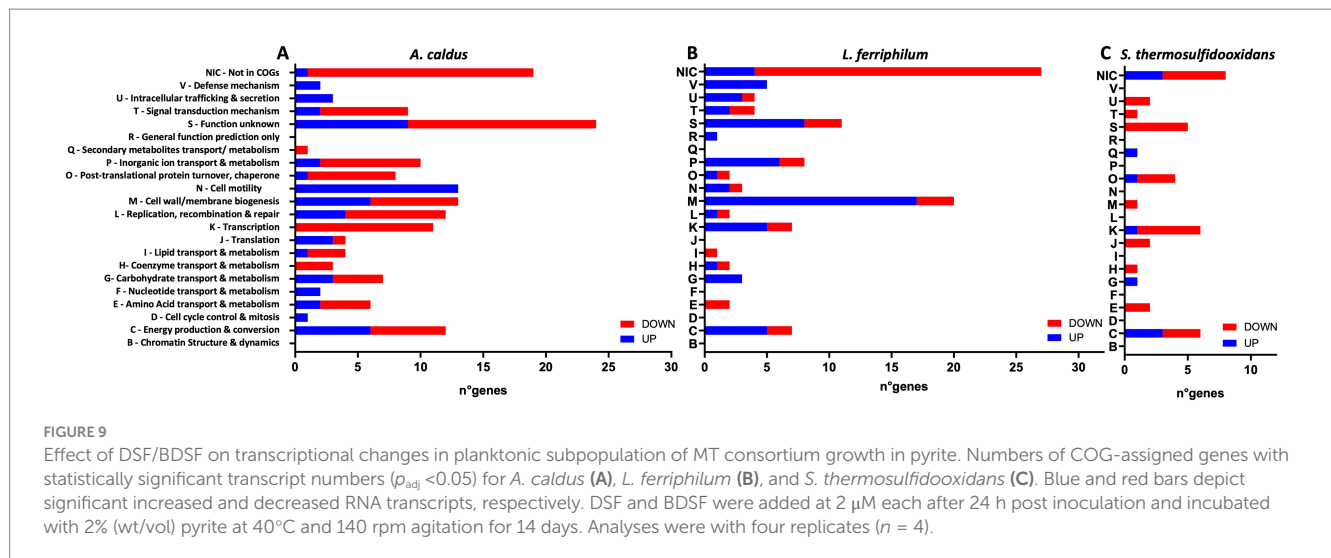 A
A. caldus
NIC - Not in COGs
V - Defense mechanism
U - Intracellular trafficking & secretion
T - Signal transduction mechanism
S - Function unknown
R - General function prediction only
Q - Secondary metabolites transport/ metabolism
P - Inorganic ion transport & metabolism
O - Post-translational protein turnover, chaperone
N - Cell motility
M - Cell wall/membrane biogenesis
L - Replication, recombination & repair
K - Transcription
J - Translation
I - Lipid transport & metabolism
H- Coenzyme transport & metabolism
G- Carbohydrate transport & metabolism
F - Nucleotide transport & metabolism
E - Amino Acid transport & metabolism
D - Cell cycle control & mitosis
C - Energy production & conversion
B - Chromatin Structure & dynamics
DOWN
UP
0 5 10 15 20 25 30
n°genes
B
L. ferriphilum
NIC
V
U
T
S
R
Q
P
O
N
M
L
K
J
I
H
G
F
E
D
C
B
DOWN
UP
0 5 10 15 20 25 30
n°genes
C
S. thermosulfidooxidans
NIC
V
U
T
S
R
Q
P
O
N
M
L
K
J
I
H
G
F
E
D
C
B
DOWN
UP
0 5 10
n°genes
FIGURE 9
Effect of DSF/BDSF on transcriptional changes in planktonic subpopulation of MT consortium growth in pyrite. Numbers of COG-assigned genes with
statistically significant transcript numbers (padj <0.05) for A. caldus (A), L. ferriphilum (B), and S. thermosulfidooxidans (C). Blue and red bars depict
significant increased and decreased RNA transcripts, respectively. DSF and BDSF were added at 2 μM each after 24 h post inoculation and incubated
with 2% (wt/vol) pyrite at 40°C and 140 rpm agitation for 14 days. Analyses were with four replicates (n = 4).